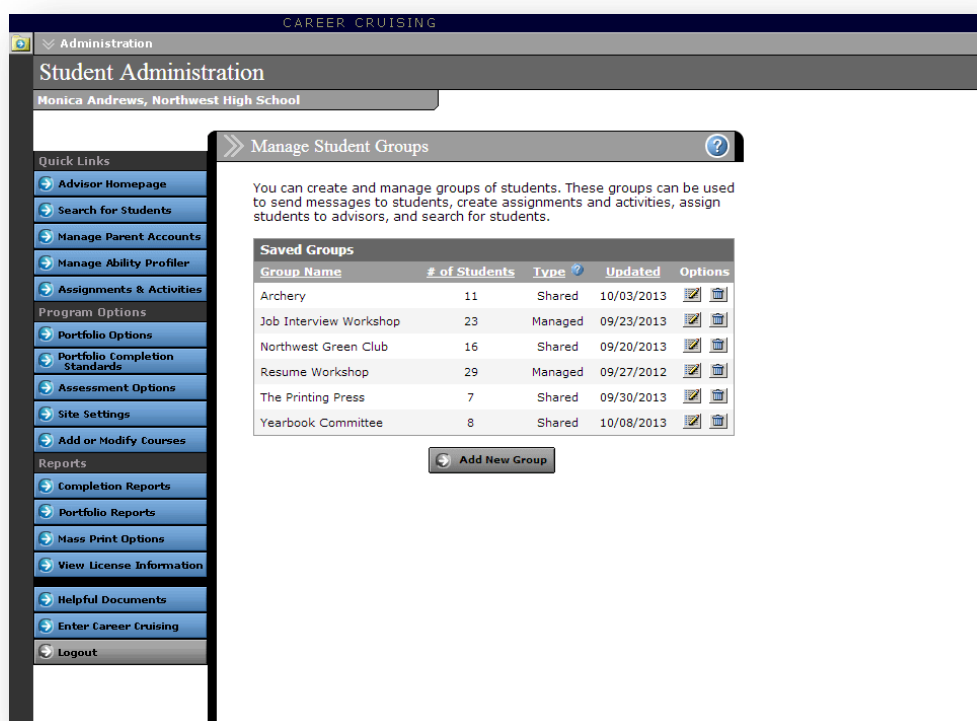 CAREER CRUISING
Administration
Student Administration
Monica Andrews, Northwest High School
Quick Links
Advisor Homepage
Search for Students
Manage Parent Accounts
Manage Ability Profiler
Assignments & Activities
Program Options
Portfolio Options
Portfolio Completion
Standards
Assessment Options
Site Settings
Add or Modify Courses
Reports
Completion Reports
Portfolio Reports
Mass Print Options
View License Information
Helpful Documents
Enter Career Cruising
Logout
Manage Student Groups ?
You can create and manage groups of students. These groups can be used
to send messages to students, create assignments and activities, assign
students to advisors, and search for students.
Saved Groups
Group Name # of Students Type ? Updated Options
Archery 11 Shared 10/03/2013
Job Interview Workshop 23 Managed 09/23/2013
Northwest Green Club 16 Shared 09/20/2013
Resume Workshop 29 Managed 09/27/2012
The Printing Press 7 Shared 09/30/2013
Yearbook Committee 8 Shared 10/08/2013
Add New Group